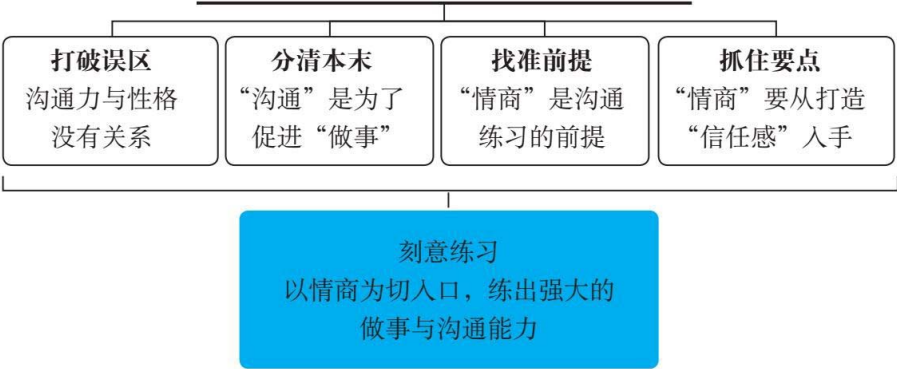 打破误区
沟通力与性格
没有关系
分清本末
“沟通”是为了
促进“做事”
找准前提
“情商”是沟通
练习的前提
抓住要点
“情商”要从打造
“信任感”入手
刻意练习
以情商为切入口，练出强大的
做事与沟通能力